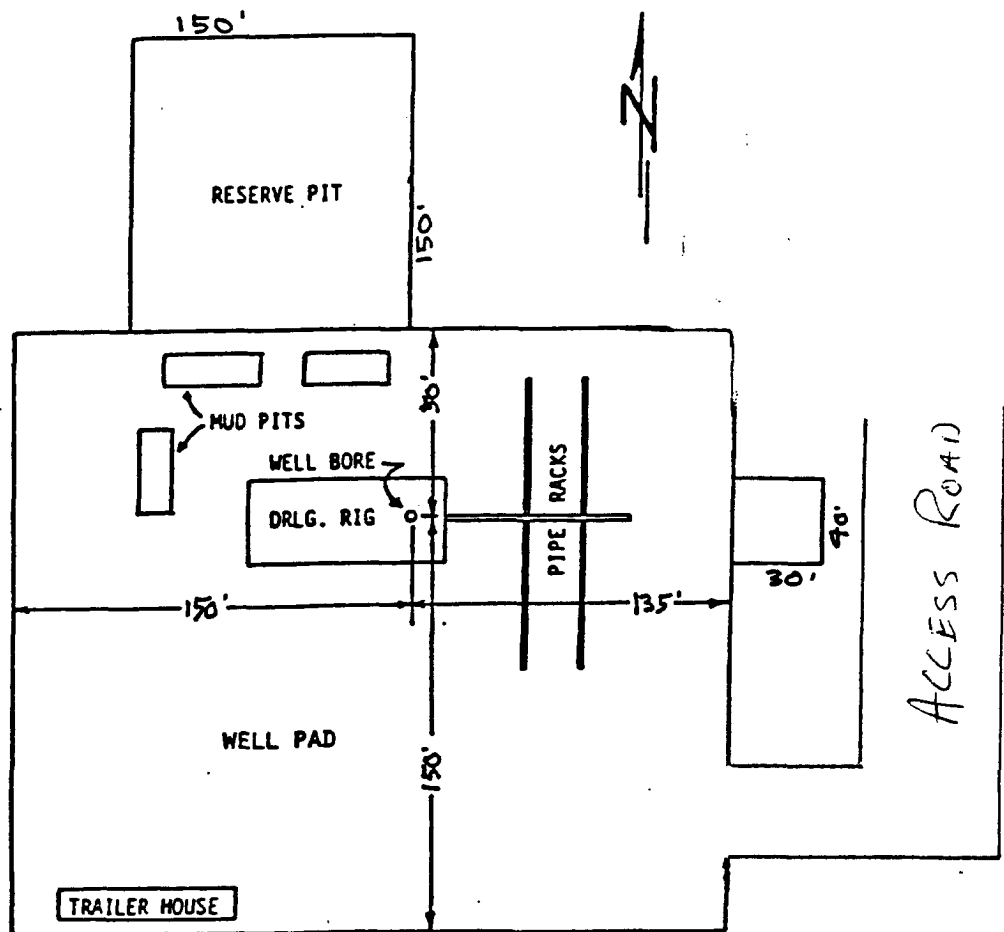 150'
N
RESERVE PIT
150'
MUD PITS
WELL BORE
DRLG. RIG
PIPE RACKS
40'
30'
150'
135'
ACCESS ROAD
WELL PAD
150'
TRAILER HOUSE